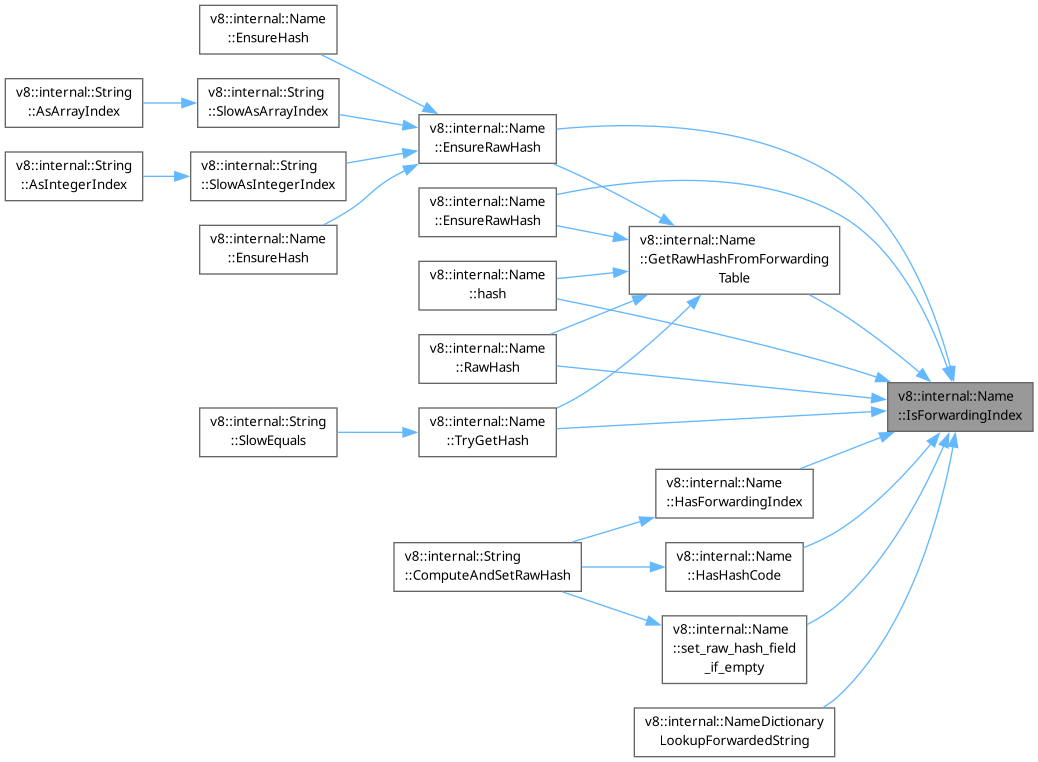 v8::internal::Name
::EnsureHash
v8::internal::String
::AsArrayIndex
v8::internal::String
::SlowAsArrayIndex
v8::internal::Name
::EnsureRawHash
v8::internal::String
::AsIntegerIndex
v8::internal::String
::SlowAsIntegerIndex
v8::internal::Name
::EnsureRawHash
v8::internal::Name
::EnsureHash
v8::internal::Name
::GetRawHashFromForwarding
Table
v8::internal::Name
::hash
v8::internal::Name
::RawHash
v8::internal::Name
::IsForwardingIndex
v8::internal::String
::SlowEquals
v8::internal::Name
::TryGetHash
v8::internal::Name
::HasForwardingIndex
v8::internal::String
::ComputeAndSetRawHash
v8::internal::Name
::HasHashCode
v8::internal::Name
::set_raw_hash_field
_if_empty
v8::internal::NameDictionary
LookupForwardedString